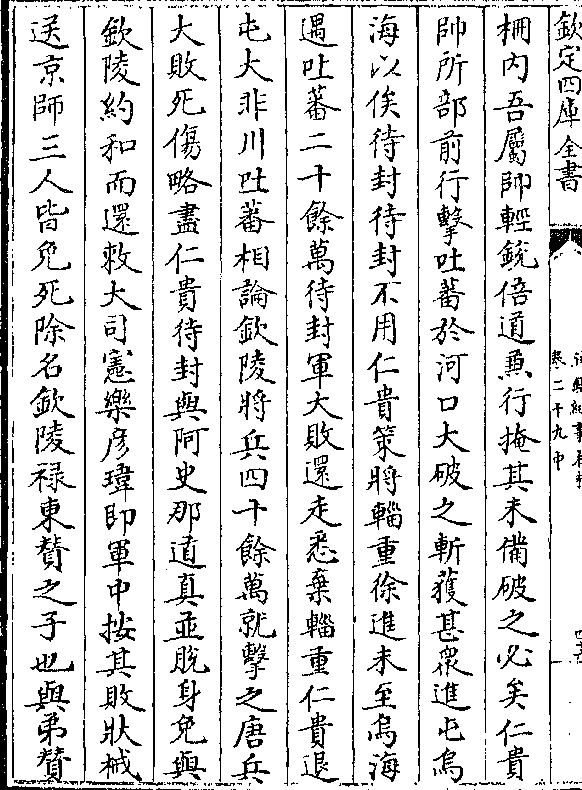 欽定四庫全書
卷二十九中
柵内吾屬帥輕銳倍道兼行掩其未備破之必矣仁貴
帥所部前行擊吐蕃於河口大破之斬獲甚衆進屯烏
海以俟待封待封不用仁貴策將輜重徐進未至烏海
遇吐蕃二十餘萬待封軍大敗還走悉棄輜重仁貴退
屯大非川吐蕃相論欽陵將兵四十餘萬就擊之唐兵
大敗死傷略盡仁貴待封與阿史那道真並脫身免與
欽陵約和而還敕大司憲樂彦瑋即軍中按其敗狀械
送京師三人皆免死除名欽陵禄東賛之子也與弟賛